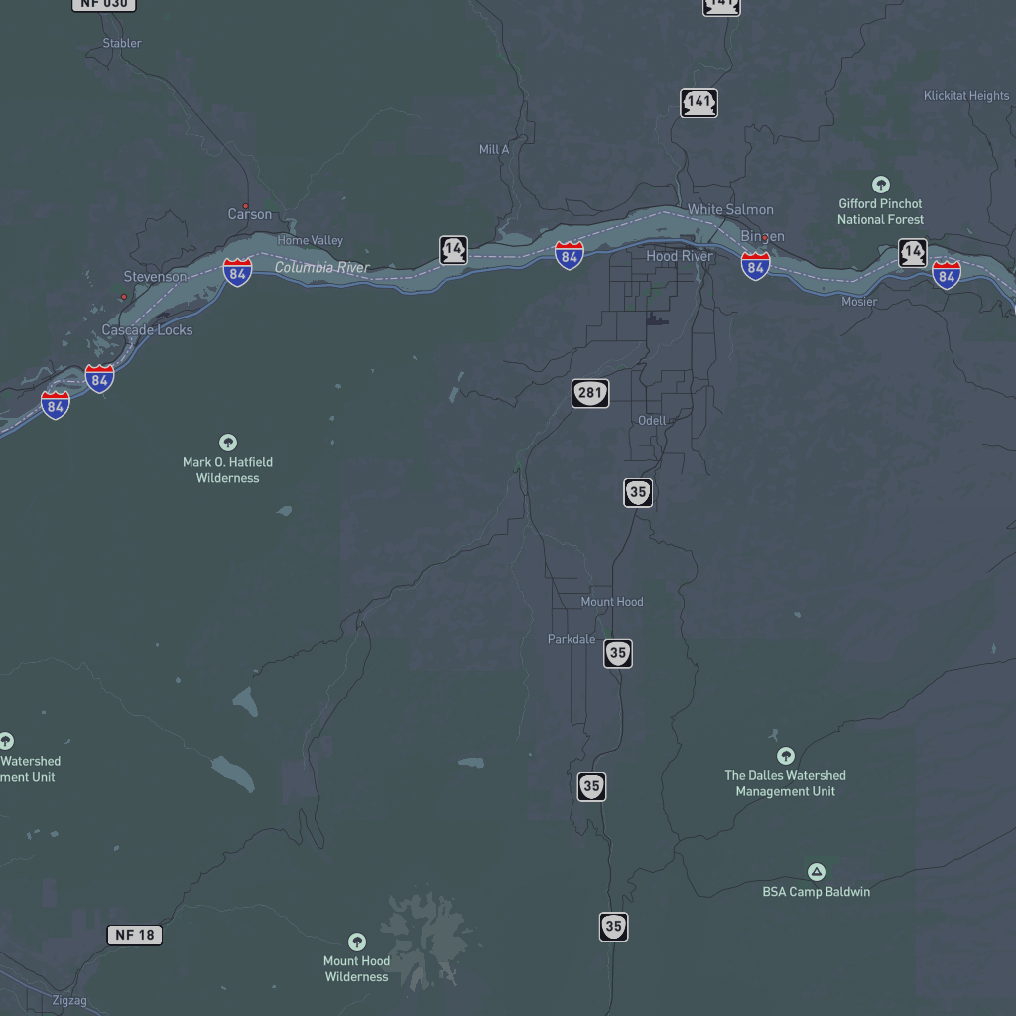 NF 030
141
Stabler
Klickitat Heights
141
Mill A
Gifford Pinchot
National Forest
Carson
White Salmon
Home Valley
Bingen
14
14
84
Hood River
84
84
84
Columbia River
Stevenson
Mosier
Cascade Locks
84
84
281
Odell
Mark O. Hatfield
Wilderness
35
Mount Hood
Parkdale
35
Watershed
ment Unit
The Dalles Watershed
Management Unit
35
BSA Camp Baldwin
35
NF 18
Mount Hood
Wilderness
Zigzag